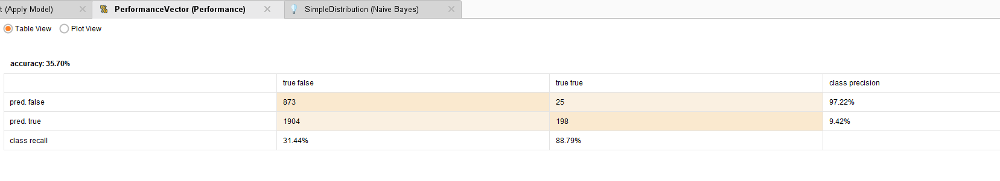 t (Apply Model) PerformanceVector (Performance) SimpleDistribution (Naive Bayes)
Table View Plot View
accuracy: 35.70%
true false true true class precision
pred. false 873 25 97.22%
pred. true 1904 198 9.42%
class recall 31.44% 88.79%